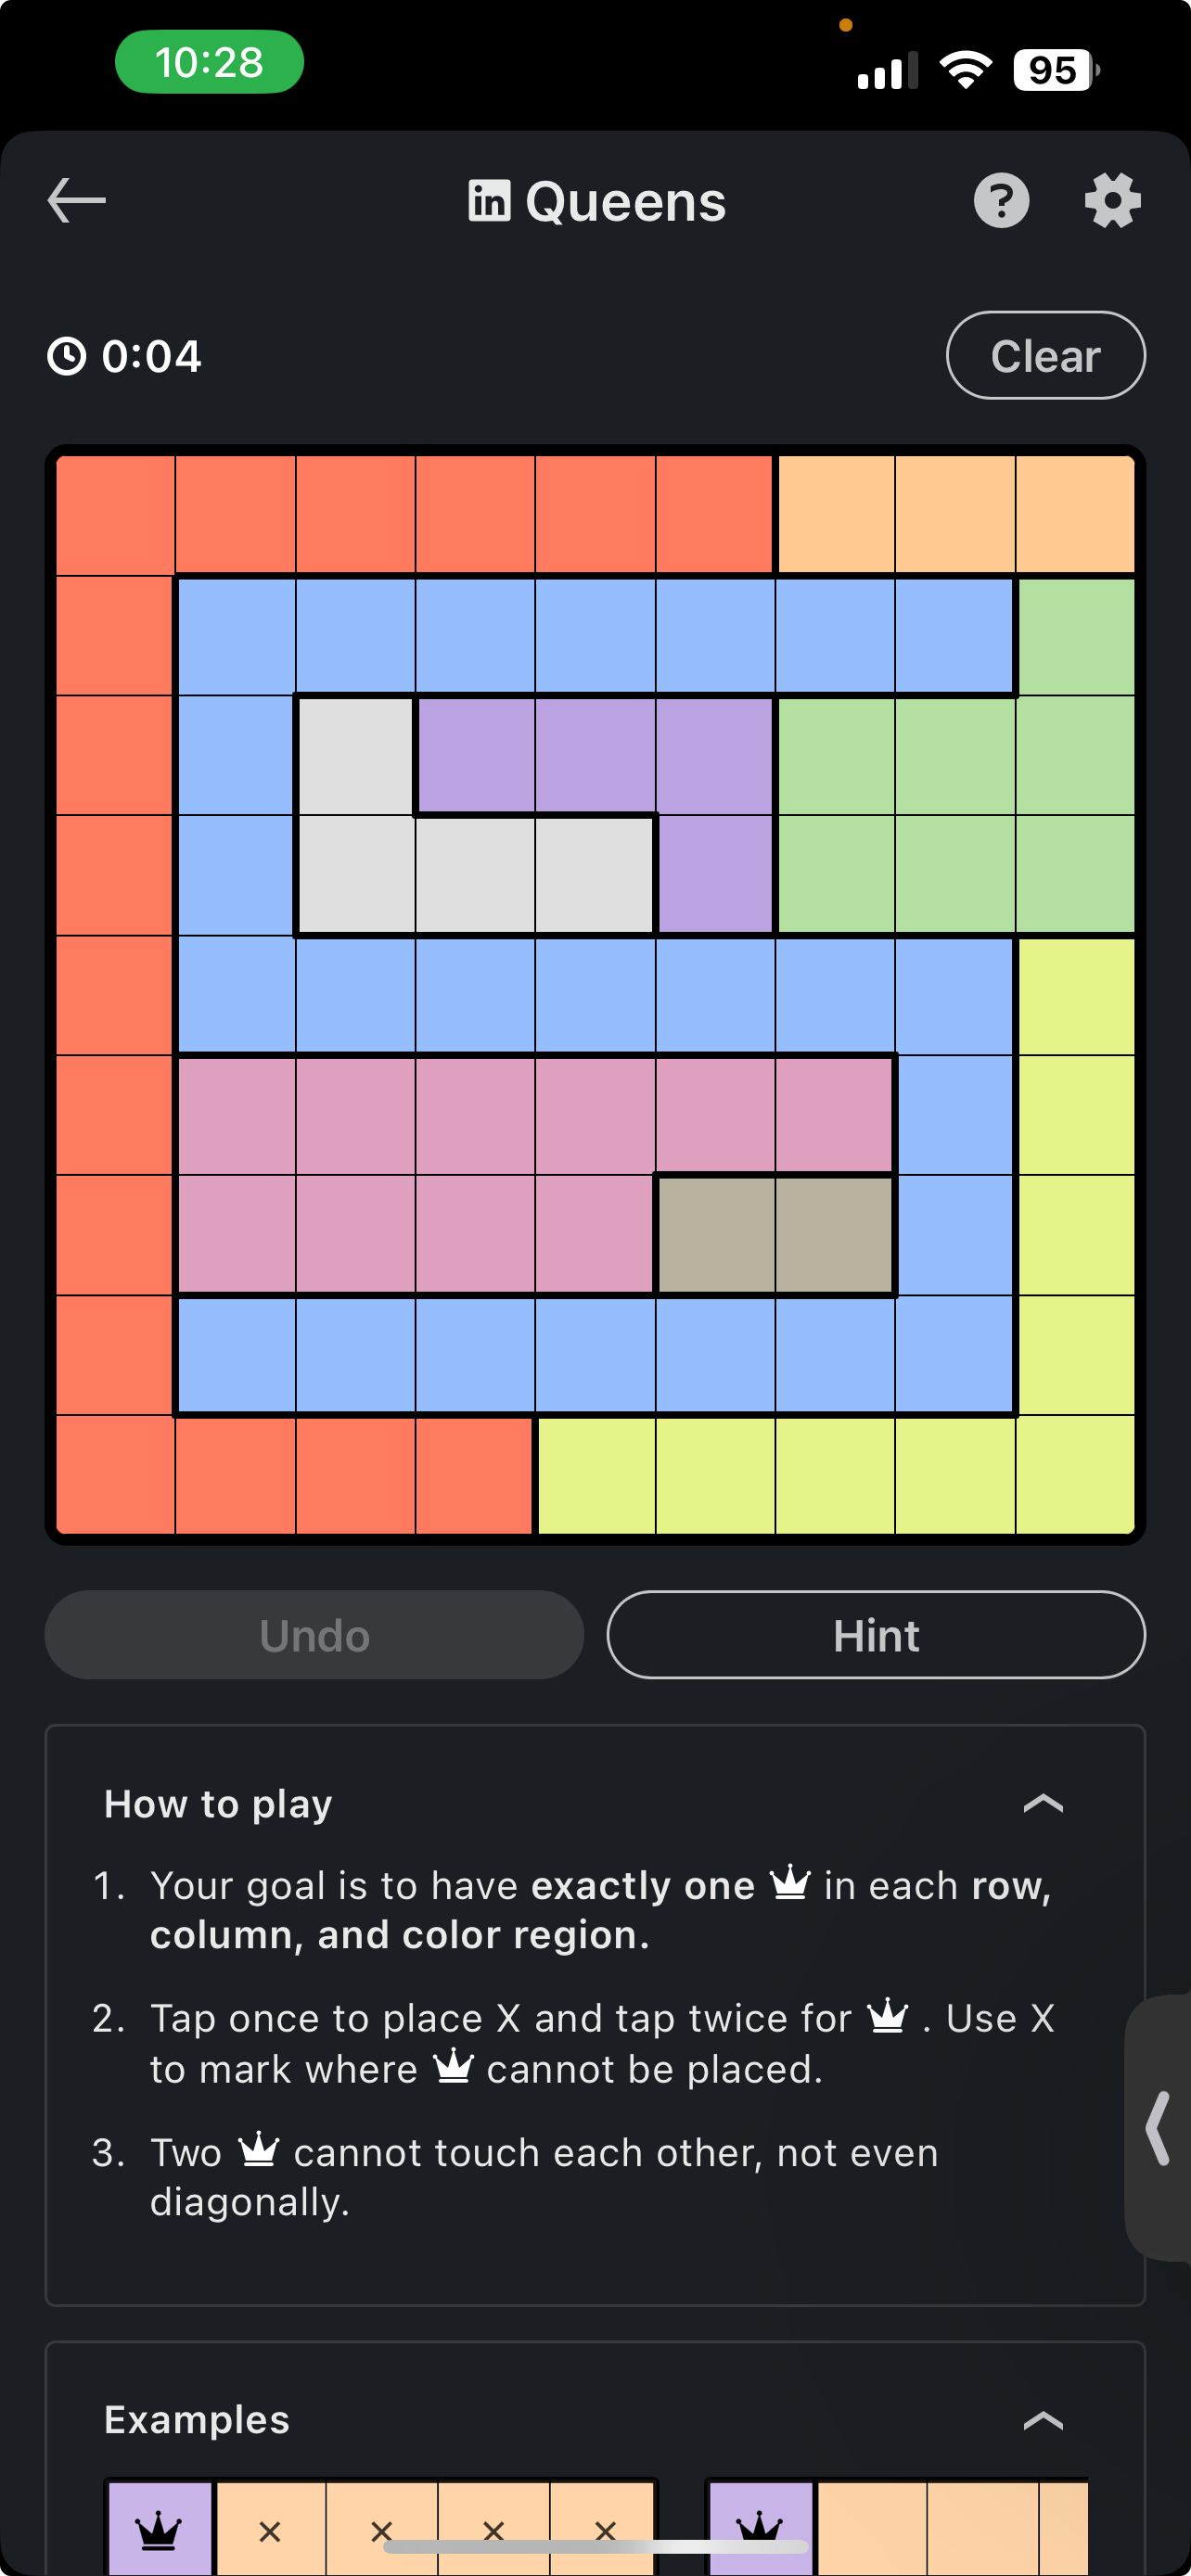 10:28
95
in Queens
?
0:04
Clear
Undo
Hint
How to play
1. Your goal is to have exactly one in each row,
column, and color region.
2. Tap once to place X and tap twice for . Use X
to mark where cannot be placed.
3. Two cannot touch each other, not even
diagonally.
Examples